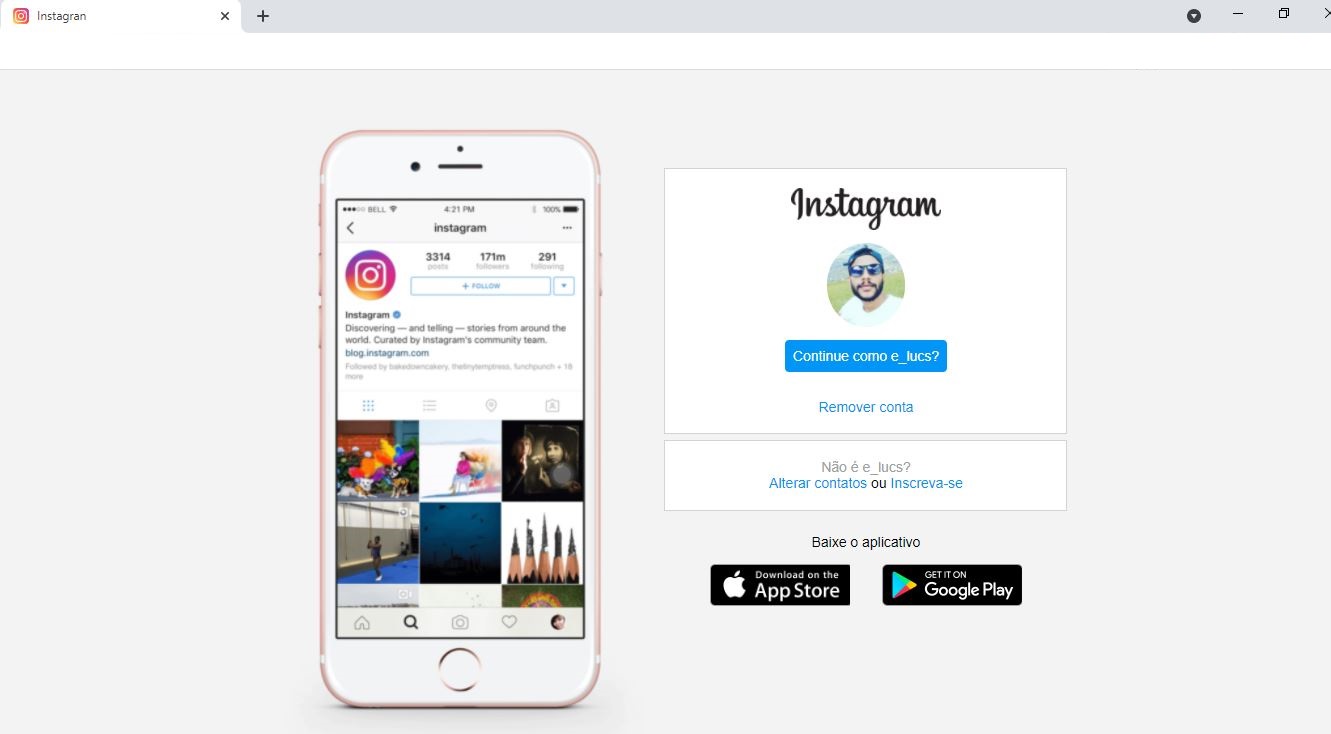 Instagran
BELL 4:21 PM 100%
instagram
3314 171m 291
posts followers following
+ FOLLOW
Instagram
Discovering — and telling — stories from around the
world. Curated by Instagram's community team.
blog.instagram.com
Followed by bakedowncakery, thetinytemptress, funchpunch + 18
more
Instagram
Continue como e_lucs?
Remover conta
Não é e_lucs?
Alterar contatos ou Inscreva-se
Baixe o aplicativo
Download on the
App Store
GET IT ON
Google Play